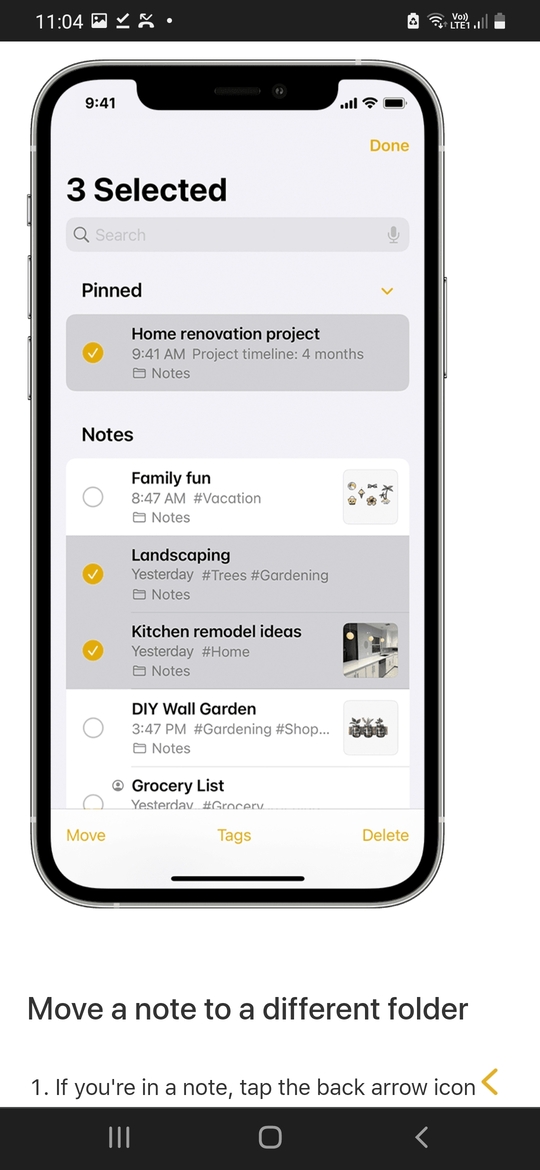 11:04
Vo))
LTE1
9:41
Done
3 Selected
Search
Pinned
Home renovation project
9:41 AM Project timeline: 4 months
Notes
Notes
Family fun
8:47 AM #Vacation
Notes
Landscaping
Yesterday #Trees #Gardening
Notes
Kitchen remodel ideas
Yesterday #Home
Notes
DIY Wall Garden
3:47 PM #Gardening #Shop...
Notes
Grocery List
Yesterday #Grocery
Move Tags Delete
Move a note to a different folder
1. If you're in a note, tap the back arrow icon